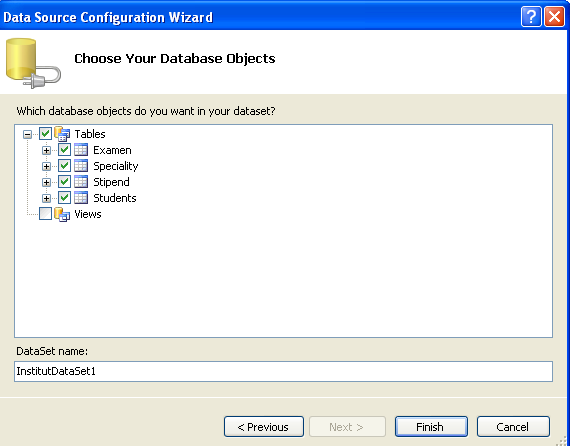 Data Source Configuration Wizard
Choose Your Database Objects
Which database objects do you want in your dataset?
Tables
Examen
Speciality
Stipend
Students
Views
DataSet name:
InstitutDataSet1
< Previous Next > Finish Cancel